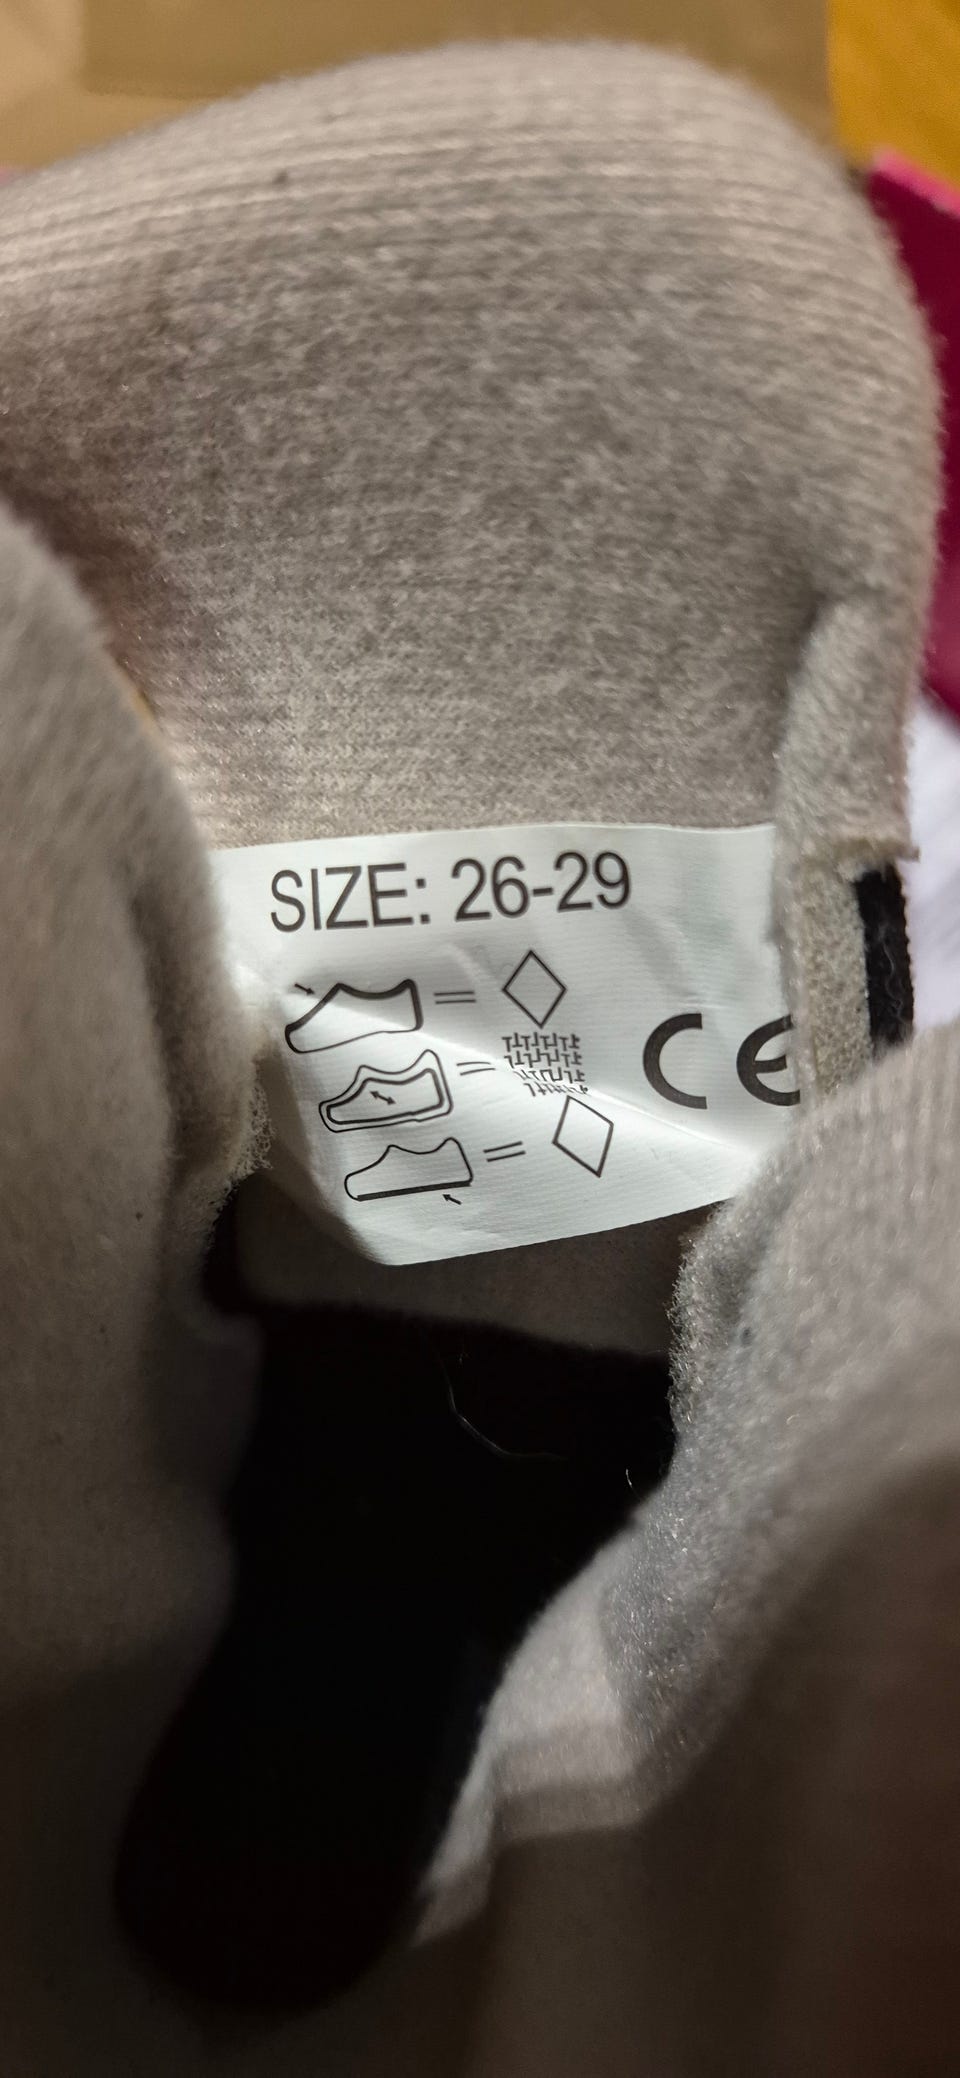 SIZE: 26-29
=
= CE
=